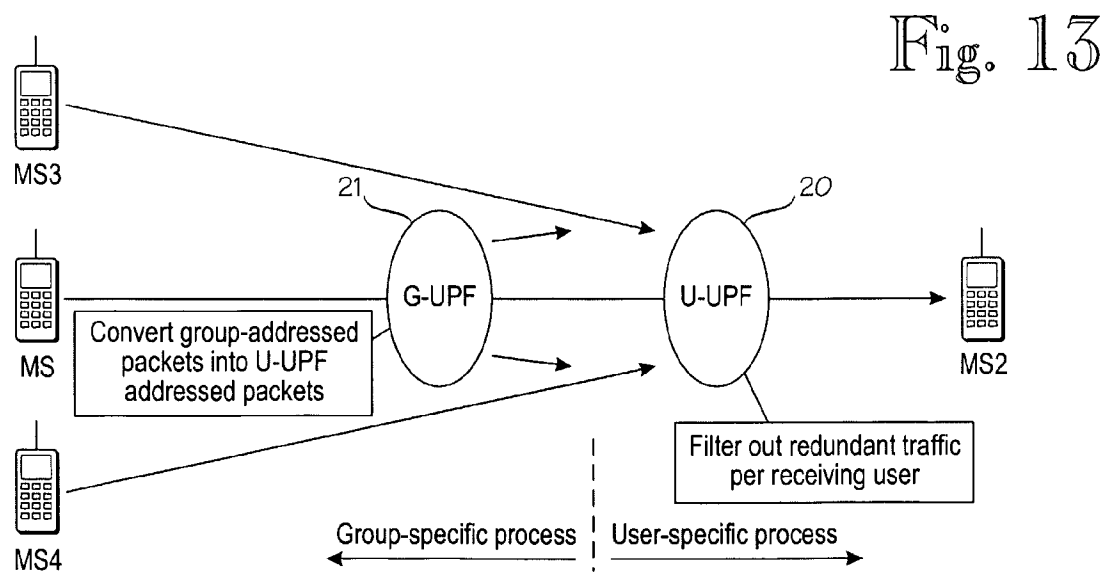 Fig. 13
MS3
21
20
G-UPF
U-UPF
MS
Convert group-addressed
packets into U-UPF
addressed packets
MS2
Filter out redundant traffic
per receiving user
MS4
Group-specific process
User-specific process